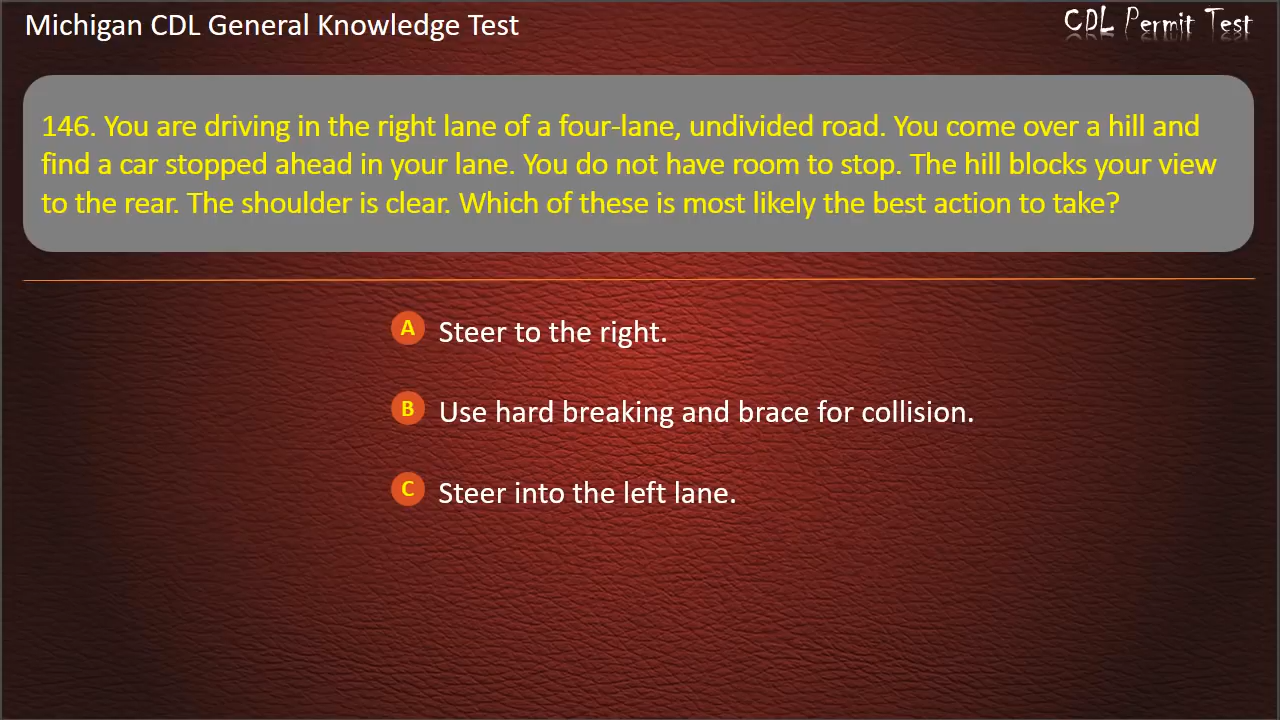 Michigan CDL General Knowledge Test
CDL Permit Test
146. You are driving in the right lane of a four-lane, undivided road. You come over a hill and
find a car stopped ahead in your lane. You do not have room to stop. The hill blocks your view
to the rear. The shoulder is clear. Which of these is most likely the best action to take?
A Steer to the right.
B Use hard breaking and brace for collision.
C Steer into the left lane.